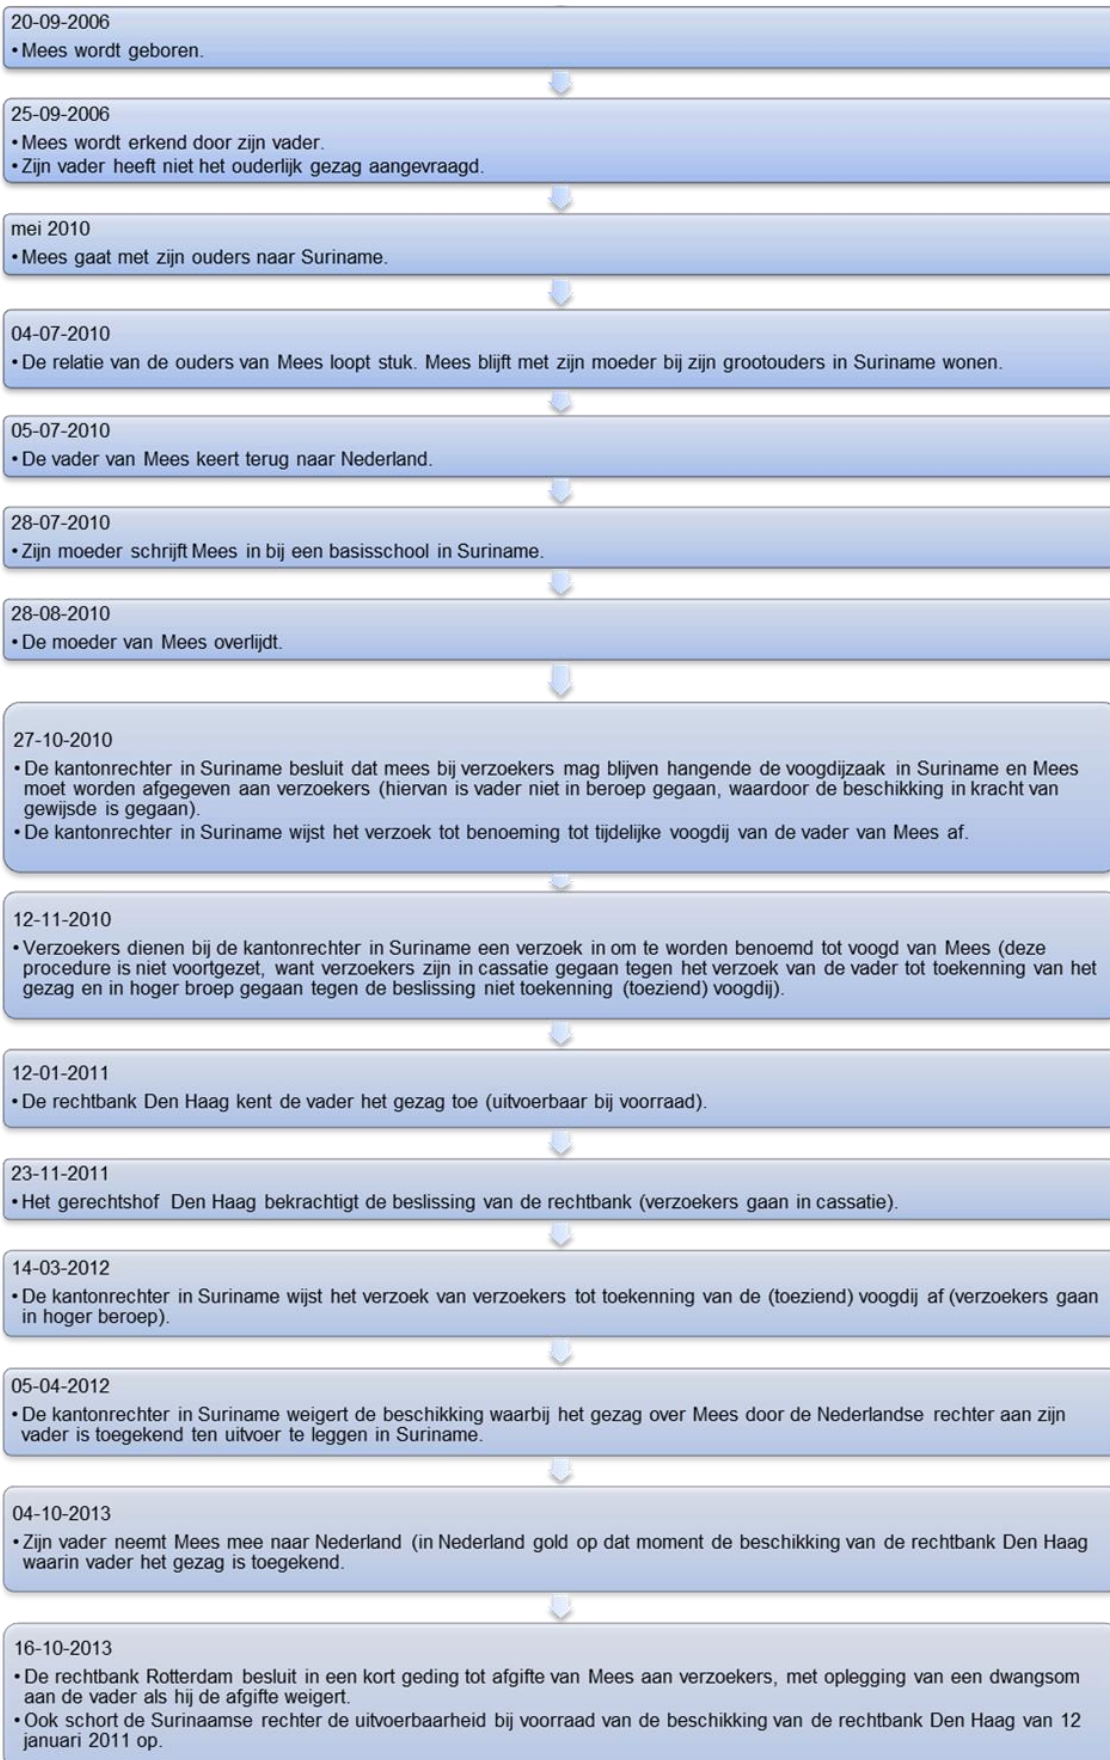 20-09-2006
• Mees wordt geboren.
25-09-2006
• Mees wordt erkend door zijn vader.
• Zijn vader heeft niet het ouderlijk gezag aangevraagd.
mei 2010
• Mees gaat met zijn ouders naar Suriname.
04-07-2010
• De relatie van de ouders van Mees loopt stuk. Mees blijft met zijn moeder bij zijn grootouders in Suriname wonen.
05-07-2010
• De vader van Mees keert terug naar Nederland.
28-07-2010
• Zijn moeder schrijft Mees in bij een basisschool in Suriname.
28-08-2010
• De moeder van Mees overlijdt.
27-10-2010
• De kantonrechter in Suriname besluit dat mees bij verzoekers mag blijven hangende de voogdijzaak in Suriname en Mees
moet worden afgegeven aan verzoekers (hiervan is vader niet in beroep gegaan, waardoor de beschikking in kracht van
gewijsde is gegaan).
• De kantonrechter in Suriname wijst het verzoek tot benoeming tot tijdelijke voogdij van de vader van Mees af.
12-11-2010
• Verzoekers dienen bij de kantonrechter in Suriname een verzoek in om te worden benoemd tot voogd van Mees (deze
procedure is niet voortgezet, want verzoekers zijn in cassatie gegaan tegen het verzoek van de vader tot toekenning van het
gezag en in hoger broep gegaan tegen de beslissing niet toekenning (toeziend) voogdij).
12-01-2011
• De rechtbank Den Haag kent de vader het gezag toe (uitvoerbaar bij voorraad).
23-11-2011
• Het gerechtshof Den Haag bekrachtigt de beslissing van de rechtbank (verzoekers gaan in cassatie).
14-03-2012
• De kantonrechter in Suriname wijst het verzoek van verzoekers tot toekenning van de (toeziend) voogdij af (verzoekers gaan
in hoger beroep).
05-04-2012
• De kantonrechter in Suriname weigert de beschikking waarbij het gezag over Mees door de Nederlandse rechter aan zijn
vader is toegekend ten uitvoer te leggen in Suriname.
04-10-2013
• Zijn vader neemt Mees mee naar Nederland (in Nederland gold op dat moment de beschikking van de rechtbank Den Haag
waarin vader het gezag is toegekend.
16-10-2013
• De rechtbank Rotterdam besluit in een kort geding tot afgifte van Mees aan verzoekers, met oplegging van een dwangsom
aan de vader als hij de afgifte weigert.
• Ook schort de Surinaamse rechter de uitvoerbaarheid bij voorraad van de beschikking van de rechtbank Den Haag van 12
januari 2011 op.